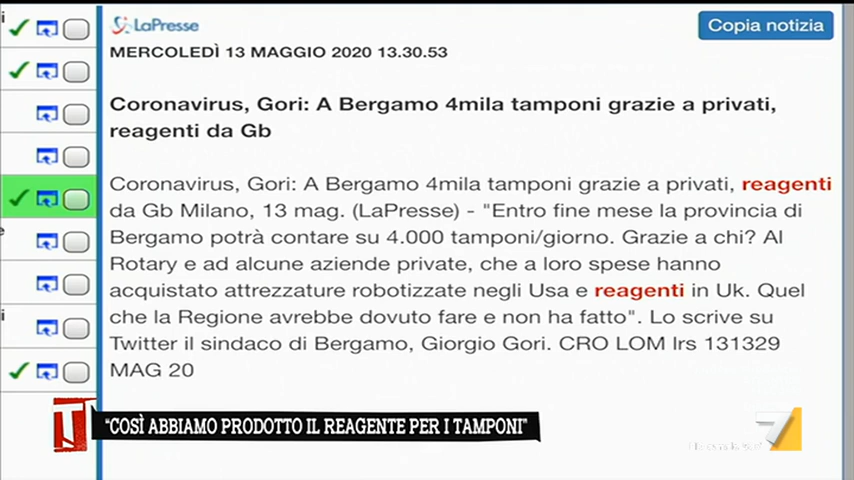 LaPresse
Copia notizia
MERCOLEDÌ 13 MAGGIO 2020 13.30.53
Coronavirus, Gori: A Bergamo 4mila tamponi grazie a privati,
reagenti da Gb
Coronavirus, Gori: A Bergamo 4mila tamponi grazie a privati, reagenti
da Gb Milano, 13 mag. (LaPresse) - "Entro fine mese la provincia di
Bergamo potrà contare su 4.000 tamponi/giorno. Grazie a chi? Al
Rotary e ad alcune aziende private, che a loro spese hanno
acquistato attrezzature robotizzate negli Usa e reagenti in Uk. Quel
che la Regione avrebbe dovuto fare e non ha fatto". Lo scrive su
Twitter il sindaco di Bergamo, Giorgio Gori. CRO LOM lrs 131329
MAG 20
T
"COSÌ ABBIAMO PRODOTTO IL REAGENTE PER I TAMPONI"
7